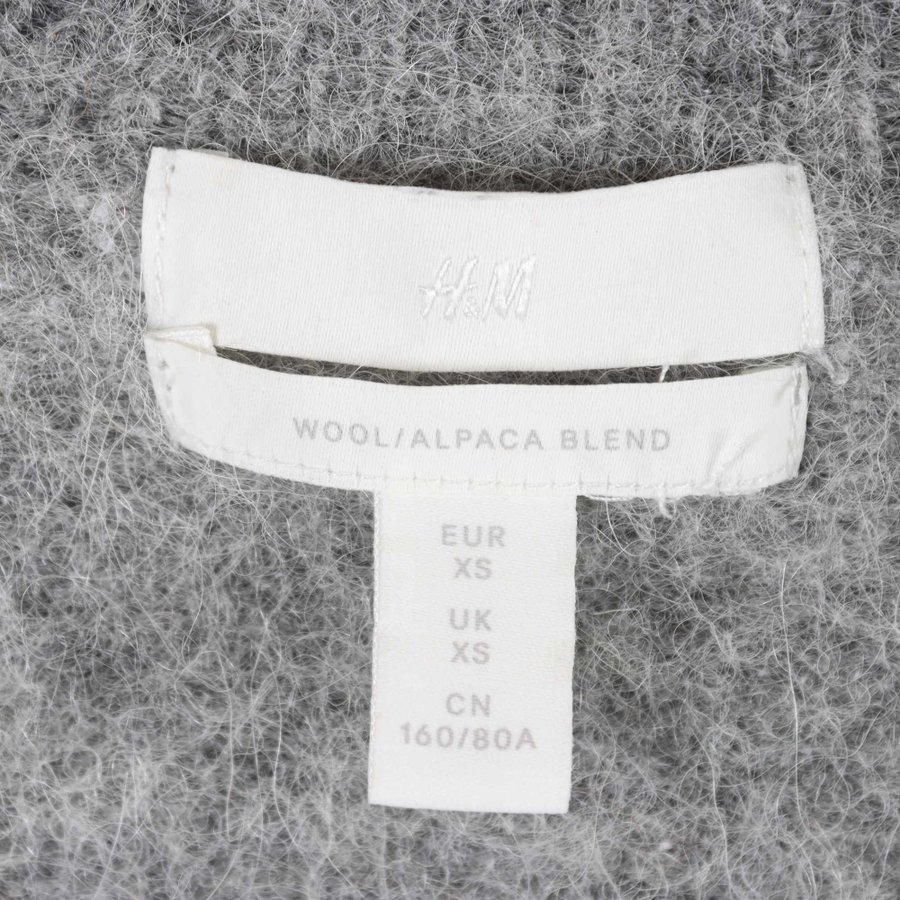 H&M
WOOL/ALPACA BLEND
EUR
XS
UK
XS
CN
160/80A